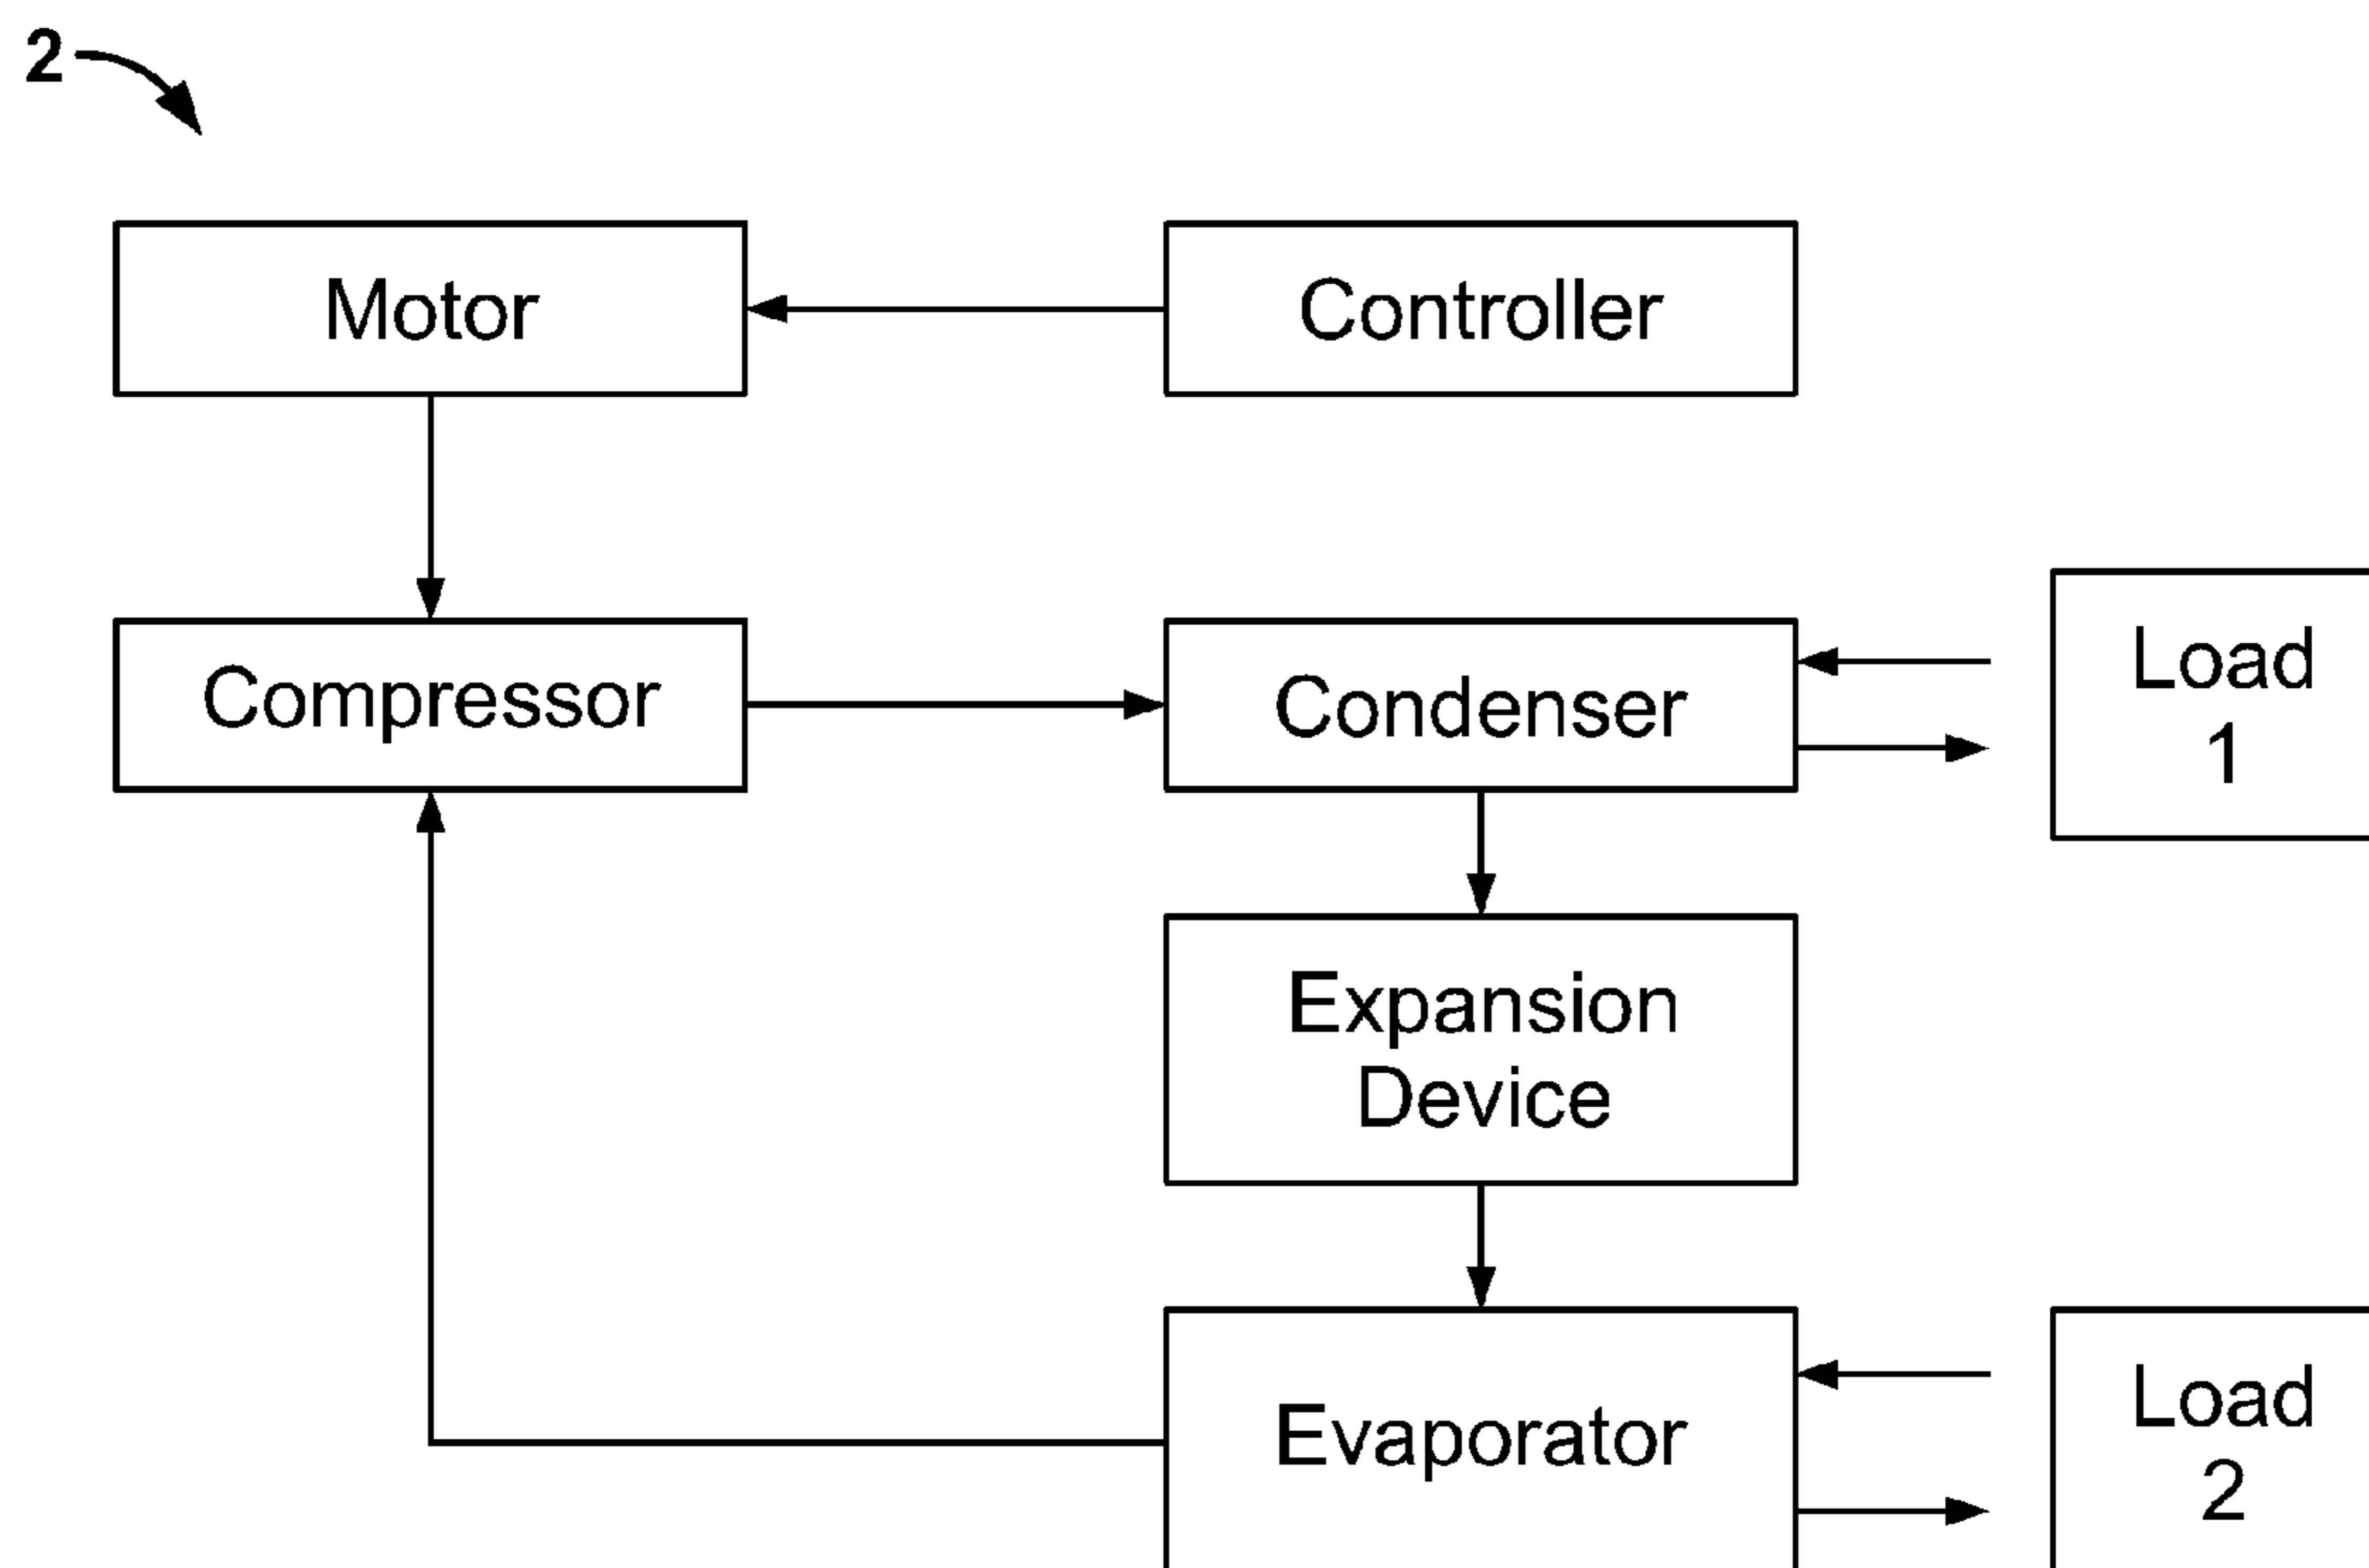 2
Motor
Controller
Compressor
Condenser
Load
1
Expansion
Device
Evaporator
Load
2